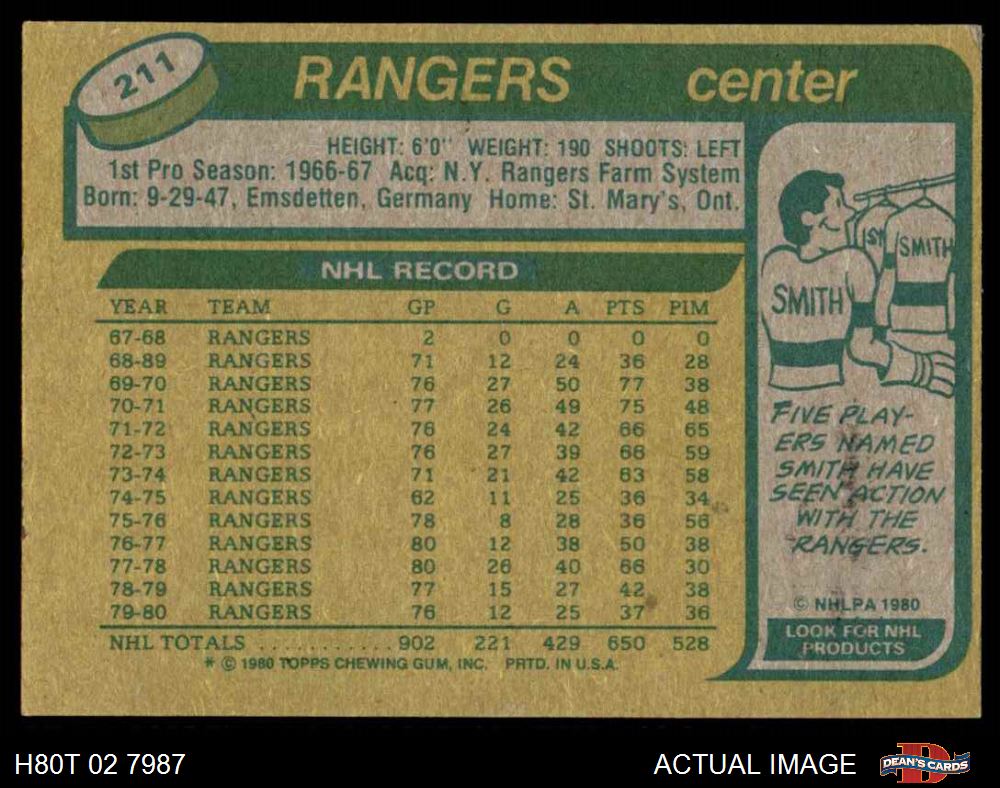 211
RANGERS center
HEIGHT: 6'0" WEIGHT: 190 SHOOTS: LEFT
1st Pro Season: 1966-67 Acq: N.Y. Rangers Farm System
Born: 9-29-47, Emsdetten, Germany Home: St. Mary's, Ont.
NHL RECORD
YEAR TEAM GP G A PTS PIM
67-68 RANGERS 2 0 0 0 0
68-89 RANGERS 71 12 24 36 28
69-70 RANGERS 76 27 50 77 38
70-71 RANGERS 77 26 49 75 48
71-72 RANGERS 76 24 42 66 65
72-73 RANGERS 76 27 39 66 59
73-74 RANGERS 71 21 42 63 58
74-75 RANGERS 62 11 25 36 34
75-76 RANGERS 78 8 28 36 56
76-77 RANGERS 80 12 38 50 38
77-78 RANGERS 80 26 40 66 30
78-79 RANGERS 77 15 27 42 38
79-80 RANGERS 76 12 25 37 36
NHL TOTALS ............ 902 221 429 650 528
* © 1980 TOPPS CHEWING GUM, INC. PRTD. IN U.S.A.
SMITH
SM
SMITH
FIVE PLAY-
ERS NAMED
SMITH HAVE
SEEN ACTION
WITH THE
RANGERS.
© NHLPA 1980
LOOK FOR NHL
PRODUCTS
H80T 02 7987
ACTUAL IMAGE
D
DEAN'S CARDS